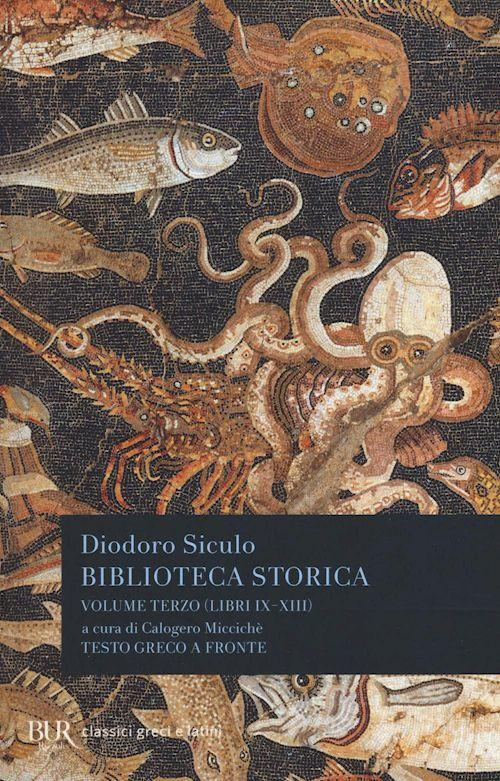 Diodoro Siculo
BIBLIOTECA STORICA
VOLUME TERZO (LIBRI IX–XIII)
a cura di Calogero Miccichè
TESTO GRECO A FRONTE
BUR
Rizzoli
classici greci e latini